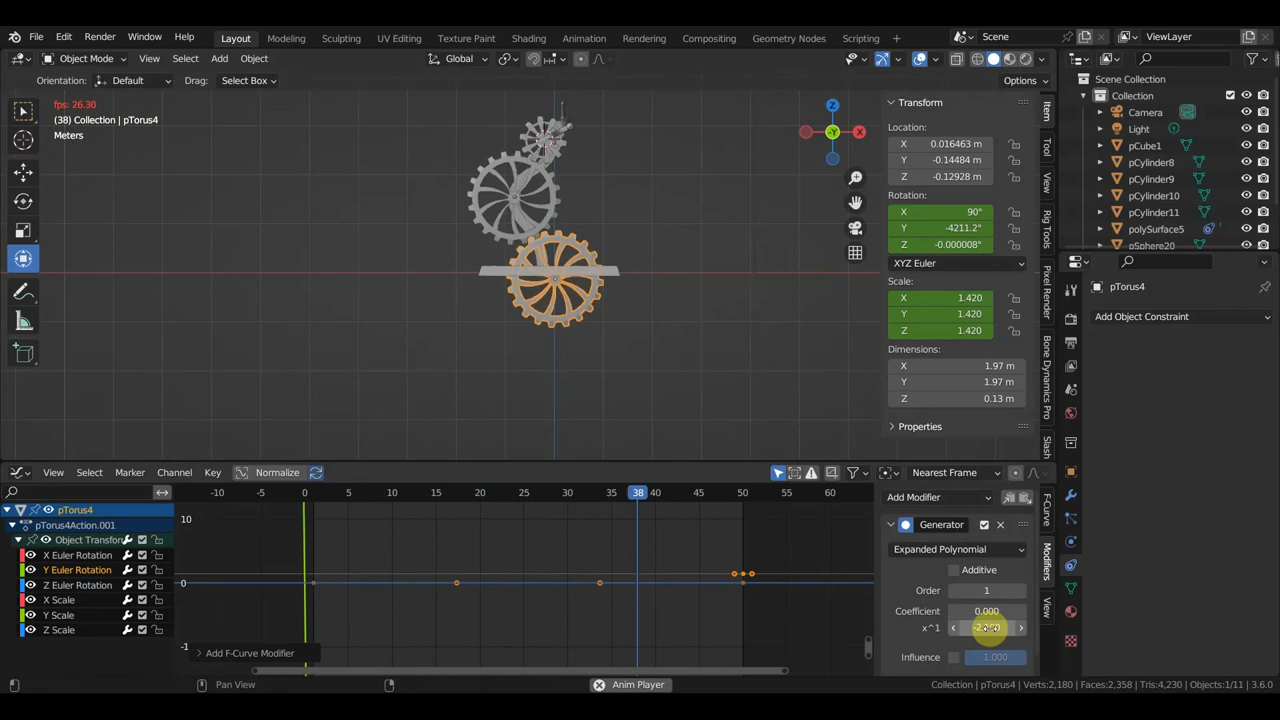 File Edit Render Window Help Layout Modeling Sculpting UV Editing Texture Paint Shading Animation Rendering Compositing Geometry Nodes Scripting + Scene ViewLayer
Object Mode View Select Add Object Global Options
Orientation: Default Drag: Select Box
fps: 26.30
(38) Collection | pTorus4
Meters
Z
X
-Y
Transform
Location:
X 0.016463 m
Y -0.14484 m
Z -0.12928 m
Rotation:
X 90°
Y -4211.2°
Z -0.000008°
XYZ Euler
Scale:
X 1.420
Y 1.420
Z 1.420
Dimensions:
X 1.97 m
Y 1.97 m
Z 0.13 m
Properties
Item
Tool
View
Rig Tools
Pixel Render
Bone Dynamics Pro
Slash
Scene Collection
Collection
Camera
Light
pCube1
pCylinder8
pCylinder9
pCylinder10
pCylinder11
polySurface5
pSphere20
pTorus4
Add Object Constraint
View Select Marker Channel Key Normalize Nearest Frame
-10 -5 0 5 10 15 20 25 30 35 38 40 45 50 55 60
10
0
-1
pTorus4
pTorus4Action.001
Object Transform
X Euler Rotation
Y Euler Rotation
Z Euler Rotation
X Scale
Y Scale
Z Scale
Add F-Curve Modifier
Add Modifier
Generator
Expanded Polynomial
Additive
Order 1
Coefficient 0.000
x^1
Influence 1.000
F-Curve
Modifiers
View
Pan View
Anim Player
Collection | pTorus4 | Verts:2,180 | Faces:2,358 | Tris:4,230 | Objects:1/11 | 3.6.0